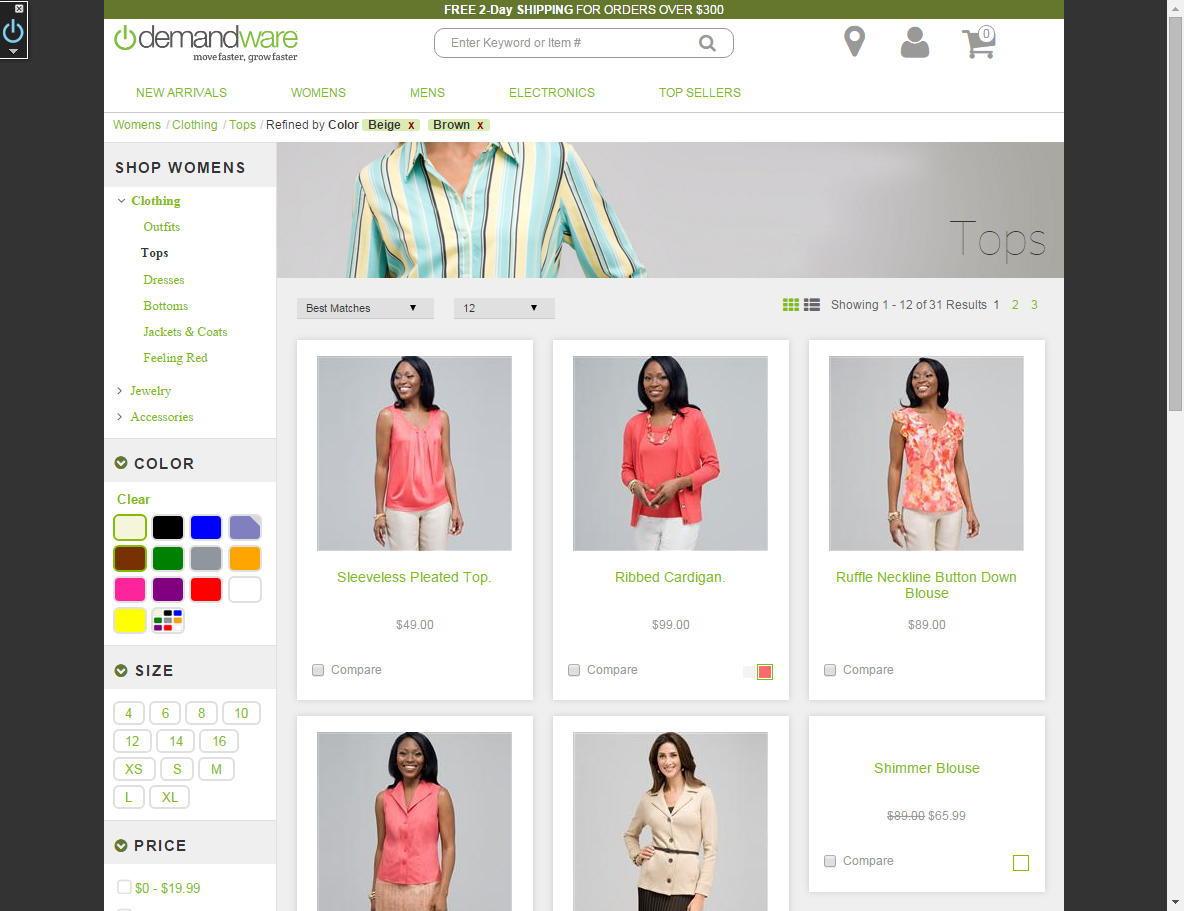 FREE 2-Day SHIPPING FOR ORDERS OVER $300
demandware
move faster, grow faster
Enter Keyword or Item #
0
NEW ARRIVALS WOMENS MENS ELECTRONICS TOP SELLERS
Womens / Clothing / Tops / Refined by Color Beige x Brown x
SHOP WOMENS
Clothing
Outfits
Tops
Dresses
Bottoms
Jackets & Coats
Feeling Red
Jewelry
Accessories
COLOR
Clear
SIZE
4 6 8 10
12 14 16
XS S M
L XL
PRICE
$0 - $19.99
Tops
Best Matches 12 Showing 1 - 12 of 31 Results 1 2 3
Sleeveless Pleated Top.
$49.00
Compare
Ribbed Cardigan.
$99.00
Compare
Ruffle Neckline Button Down
Blouse
$89.00
Compare
Shimmer Blouse
$89.00 $65.99
Compare